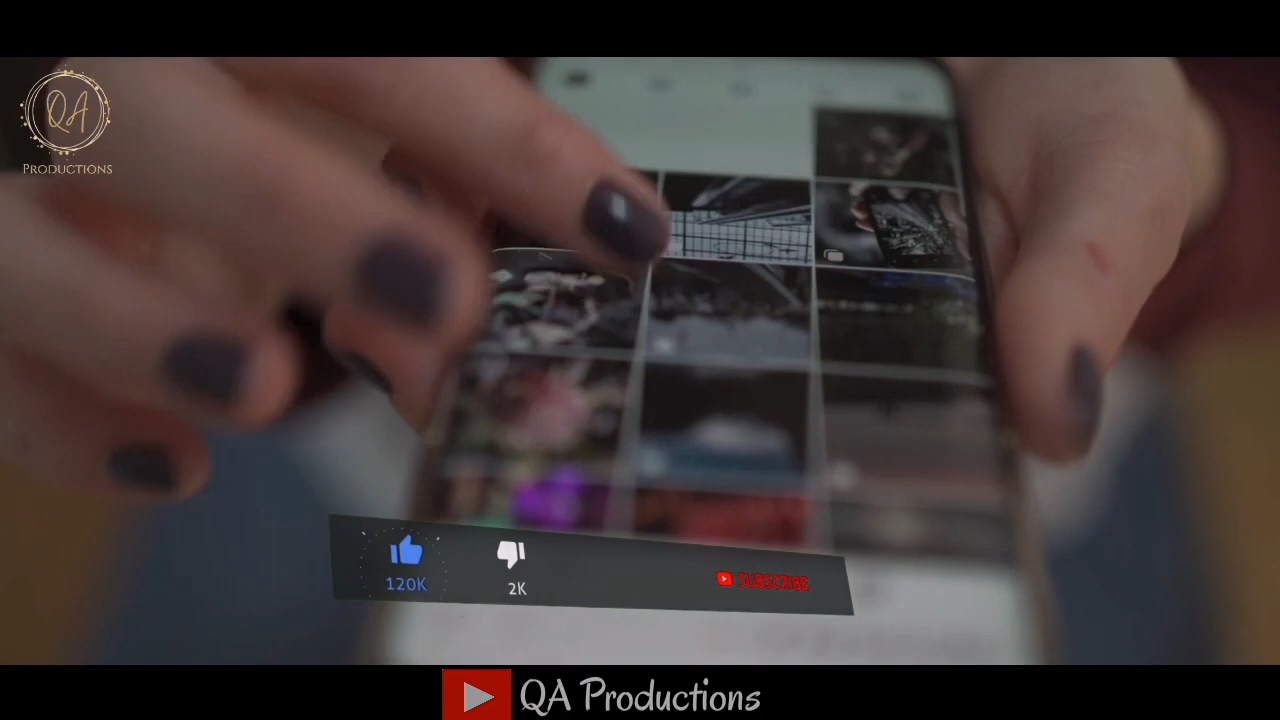 QA
PRODUCTIONS
120K
2K
SUBSCRIBE
QA Productions